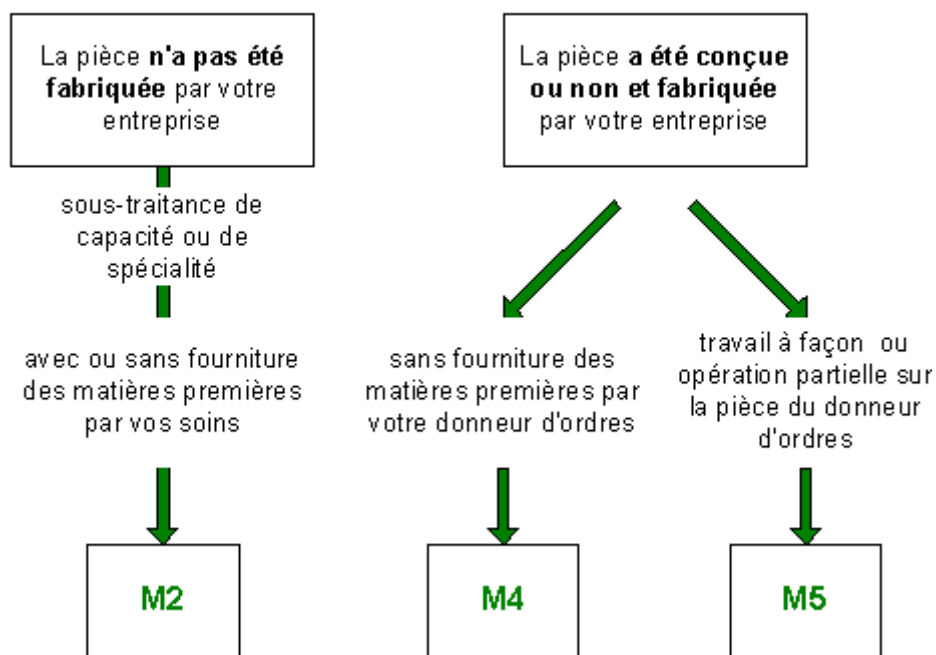 La pièce n'a pas été
fabriquée par votre
entreprise
La pièce a été conçue
ou non et fabriquée
par votre entreprise
sous-traitance de
capacité ou de
spécialité
avec ou sans fourniture
des matières premières
par vos soins
sans fourniture des
matières premières par
votre donneur d'ordres
travail à façon ou
opération partielle sur
la pièce du donneur
d'ordres
M2
M4
M5